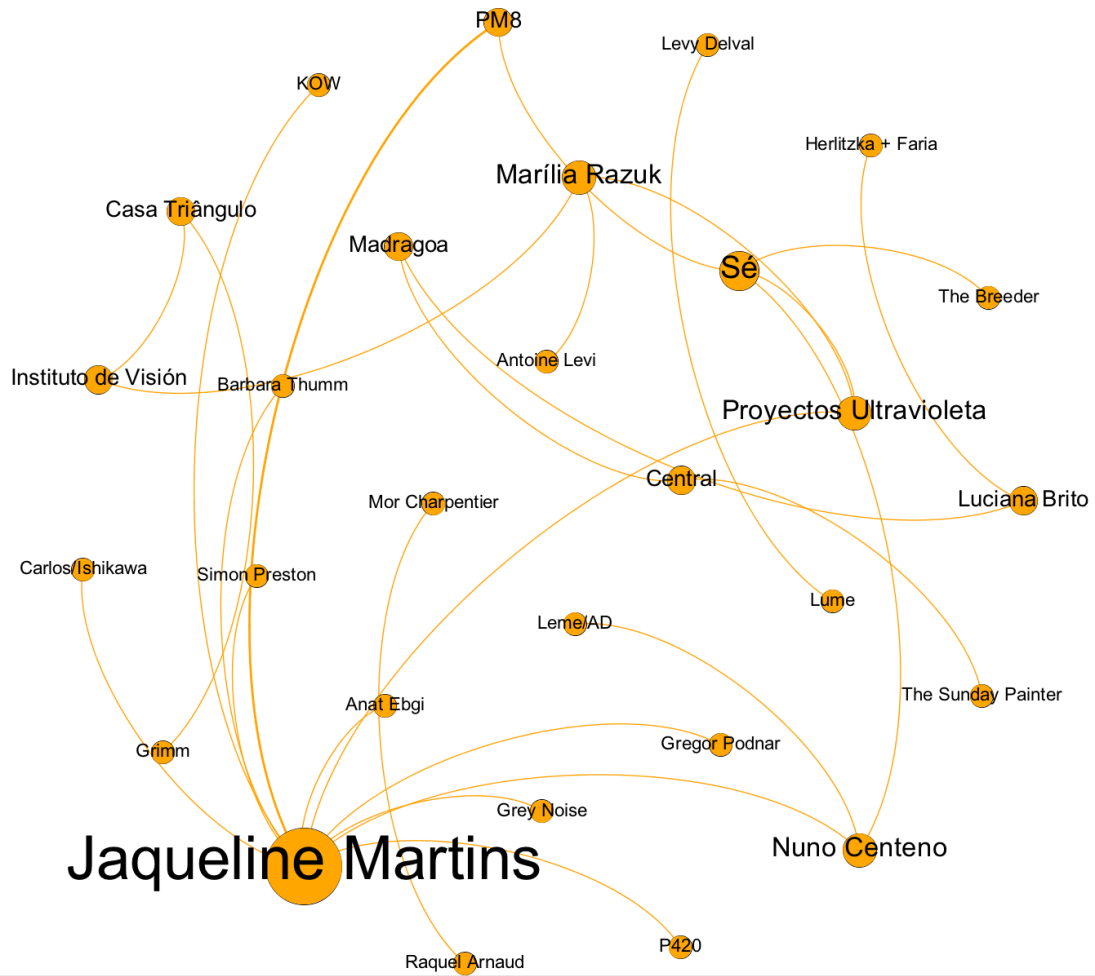 PM8
Levy Delval
KOW
Herlitzka + Faria
Marília Razuk
Casa Triângulo
Madragoa
Sé
The Breeder
Antoine Levi
Instituto de Visión
Barbara Thumm
Proyectos Ultravioleta
Central
Luciana Brito
Mor Charpentier
Carlos/Ishikawa
Simon Preston
Lume
Leme/AD
The Sunday Painter
Anat Ebgi
Gregor Podnar
Grimm
Grey Noise
Nuno Centeno
Jaqueline Martins
P420
Raquel Arnaud